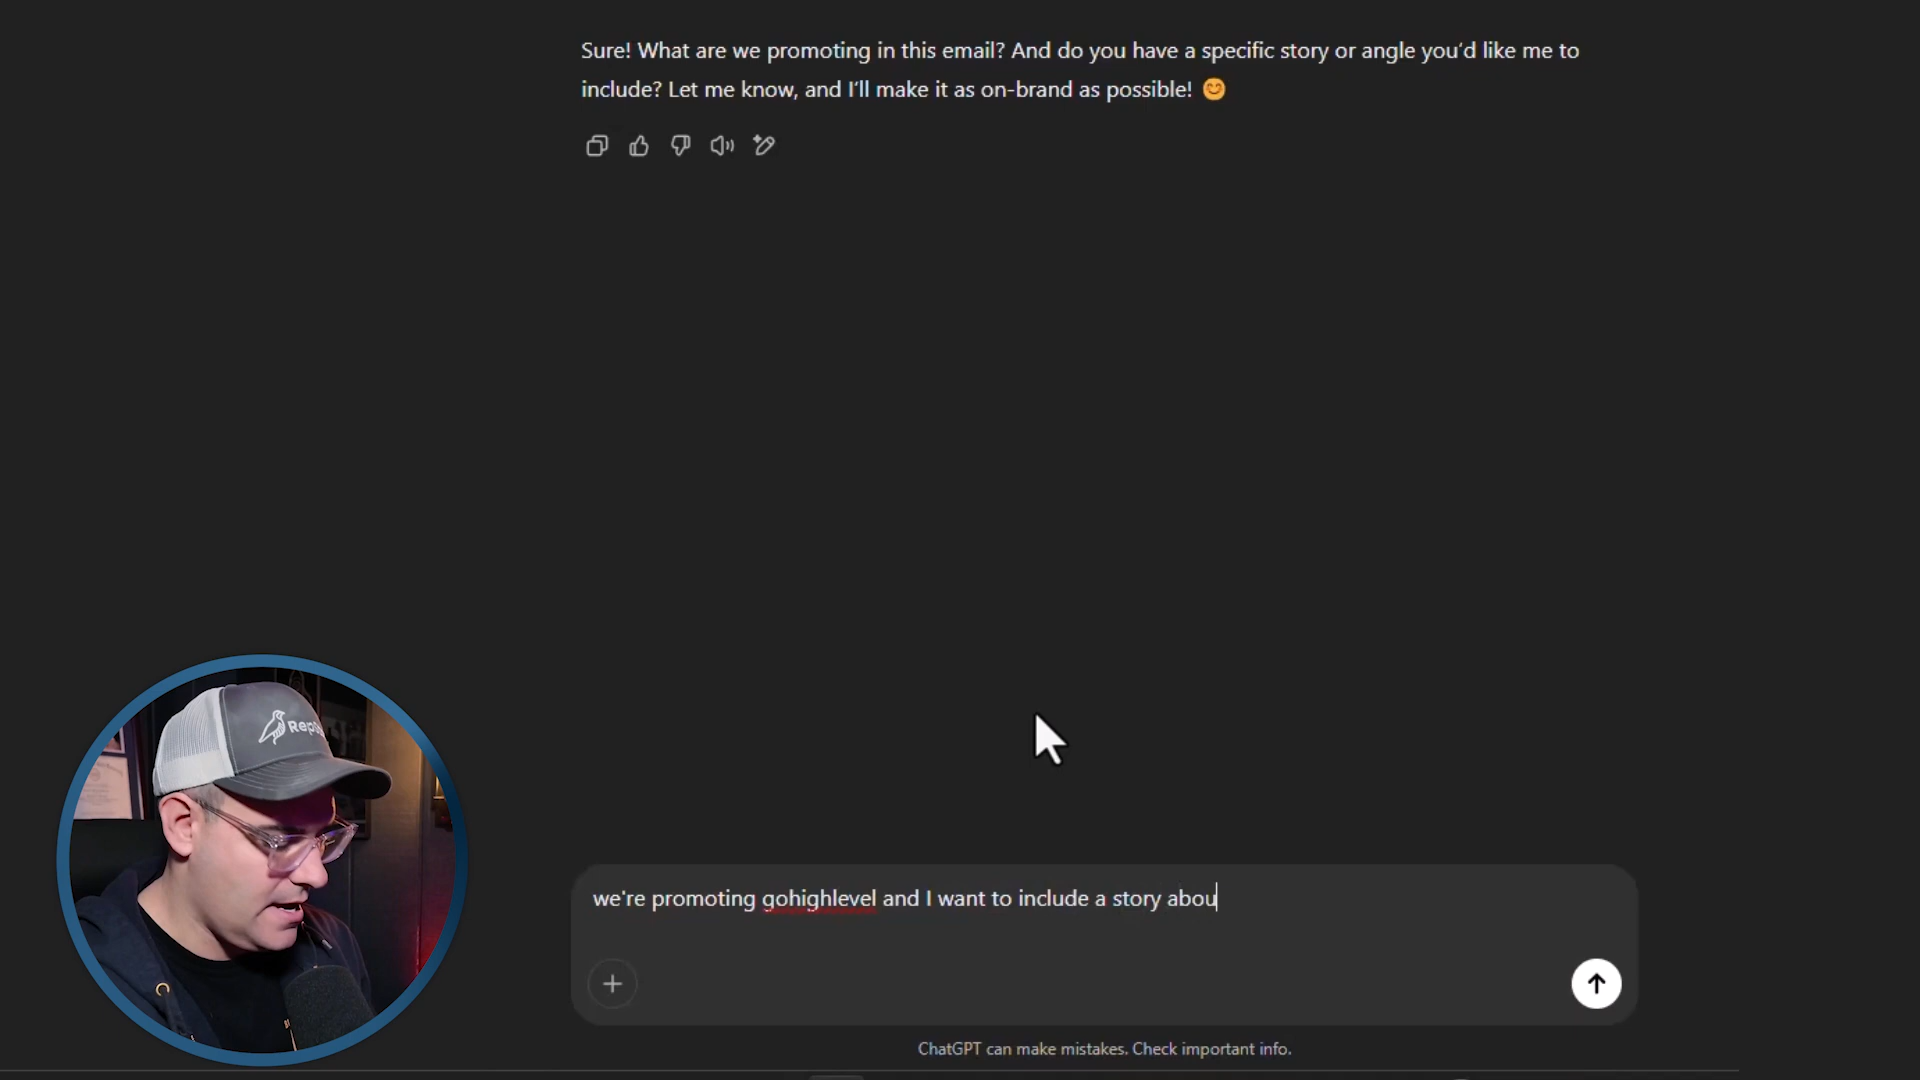 Sure! What are we promoting in this email? And do you have a specific story or angle you'd like me to
include? Let me know, and I'll make it as on-brand as possible! 😊
we're promoting gohighlevel and I want to include a story abou
ChatGPT can make mistakes. Check important info.